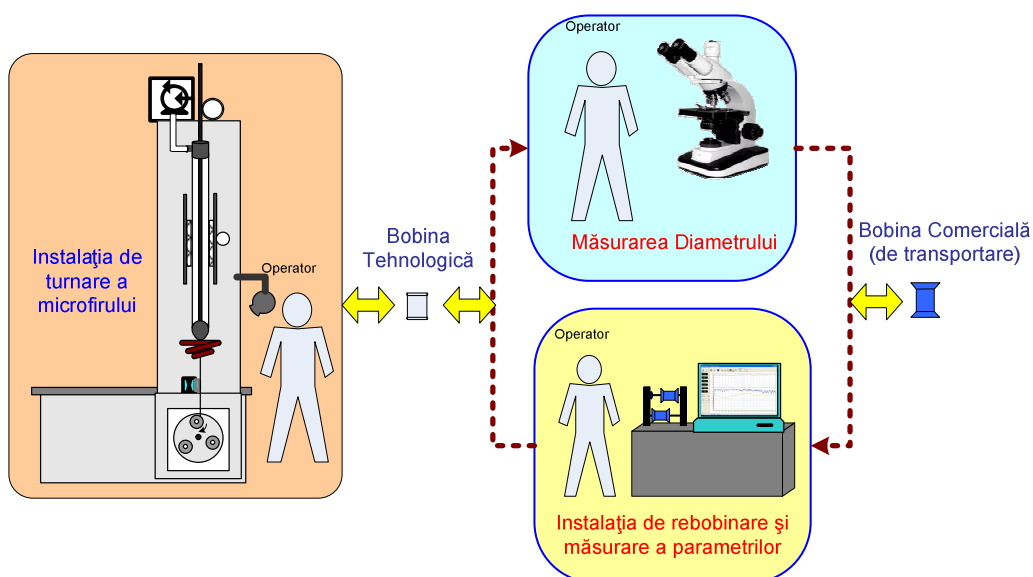 Instalaţia de
turnare a
microfirului
Operator
Bobina
Tehnologică
Operator
Măsurarea Diametrului
Operator
Instalaţia de rebobinare şi
măsurare a parametrilor
Bobina Comercială
(de transportare)